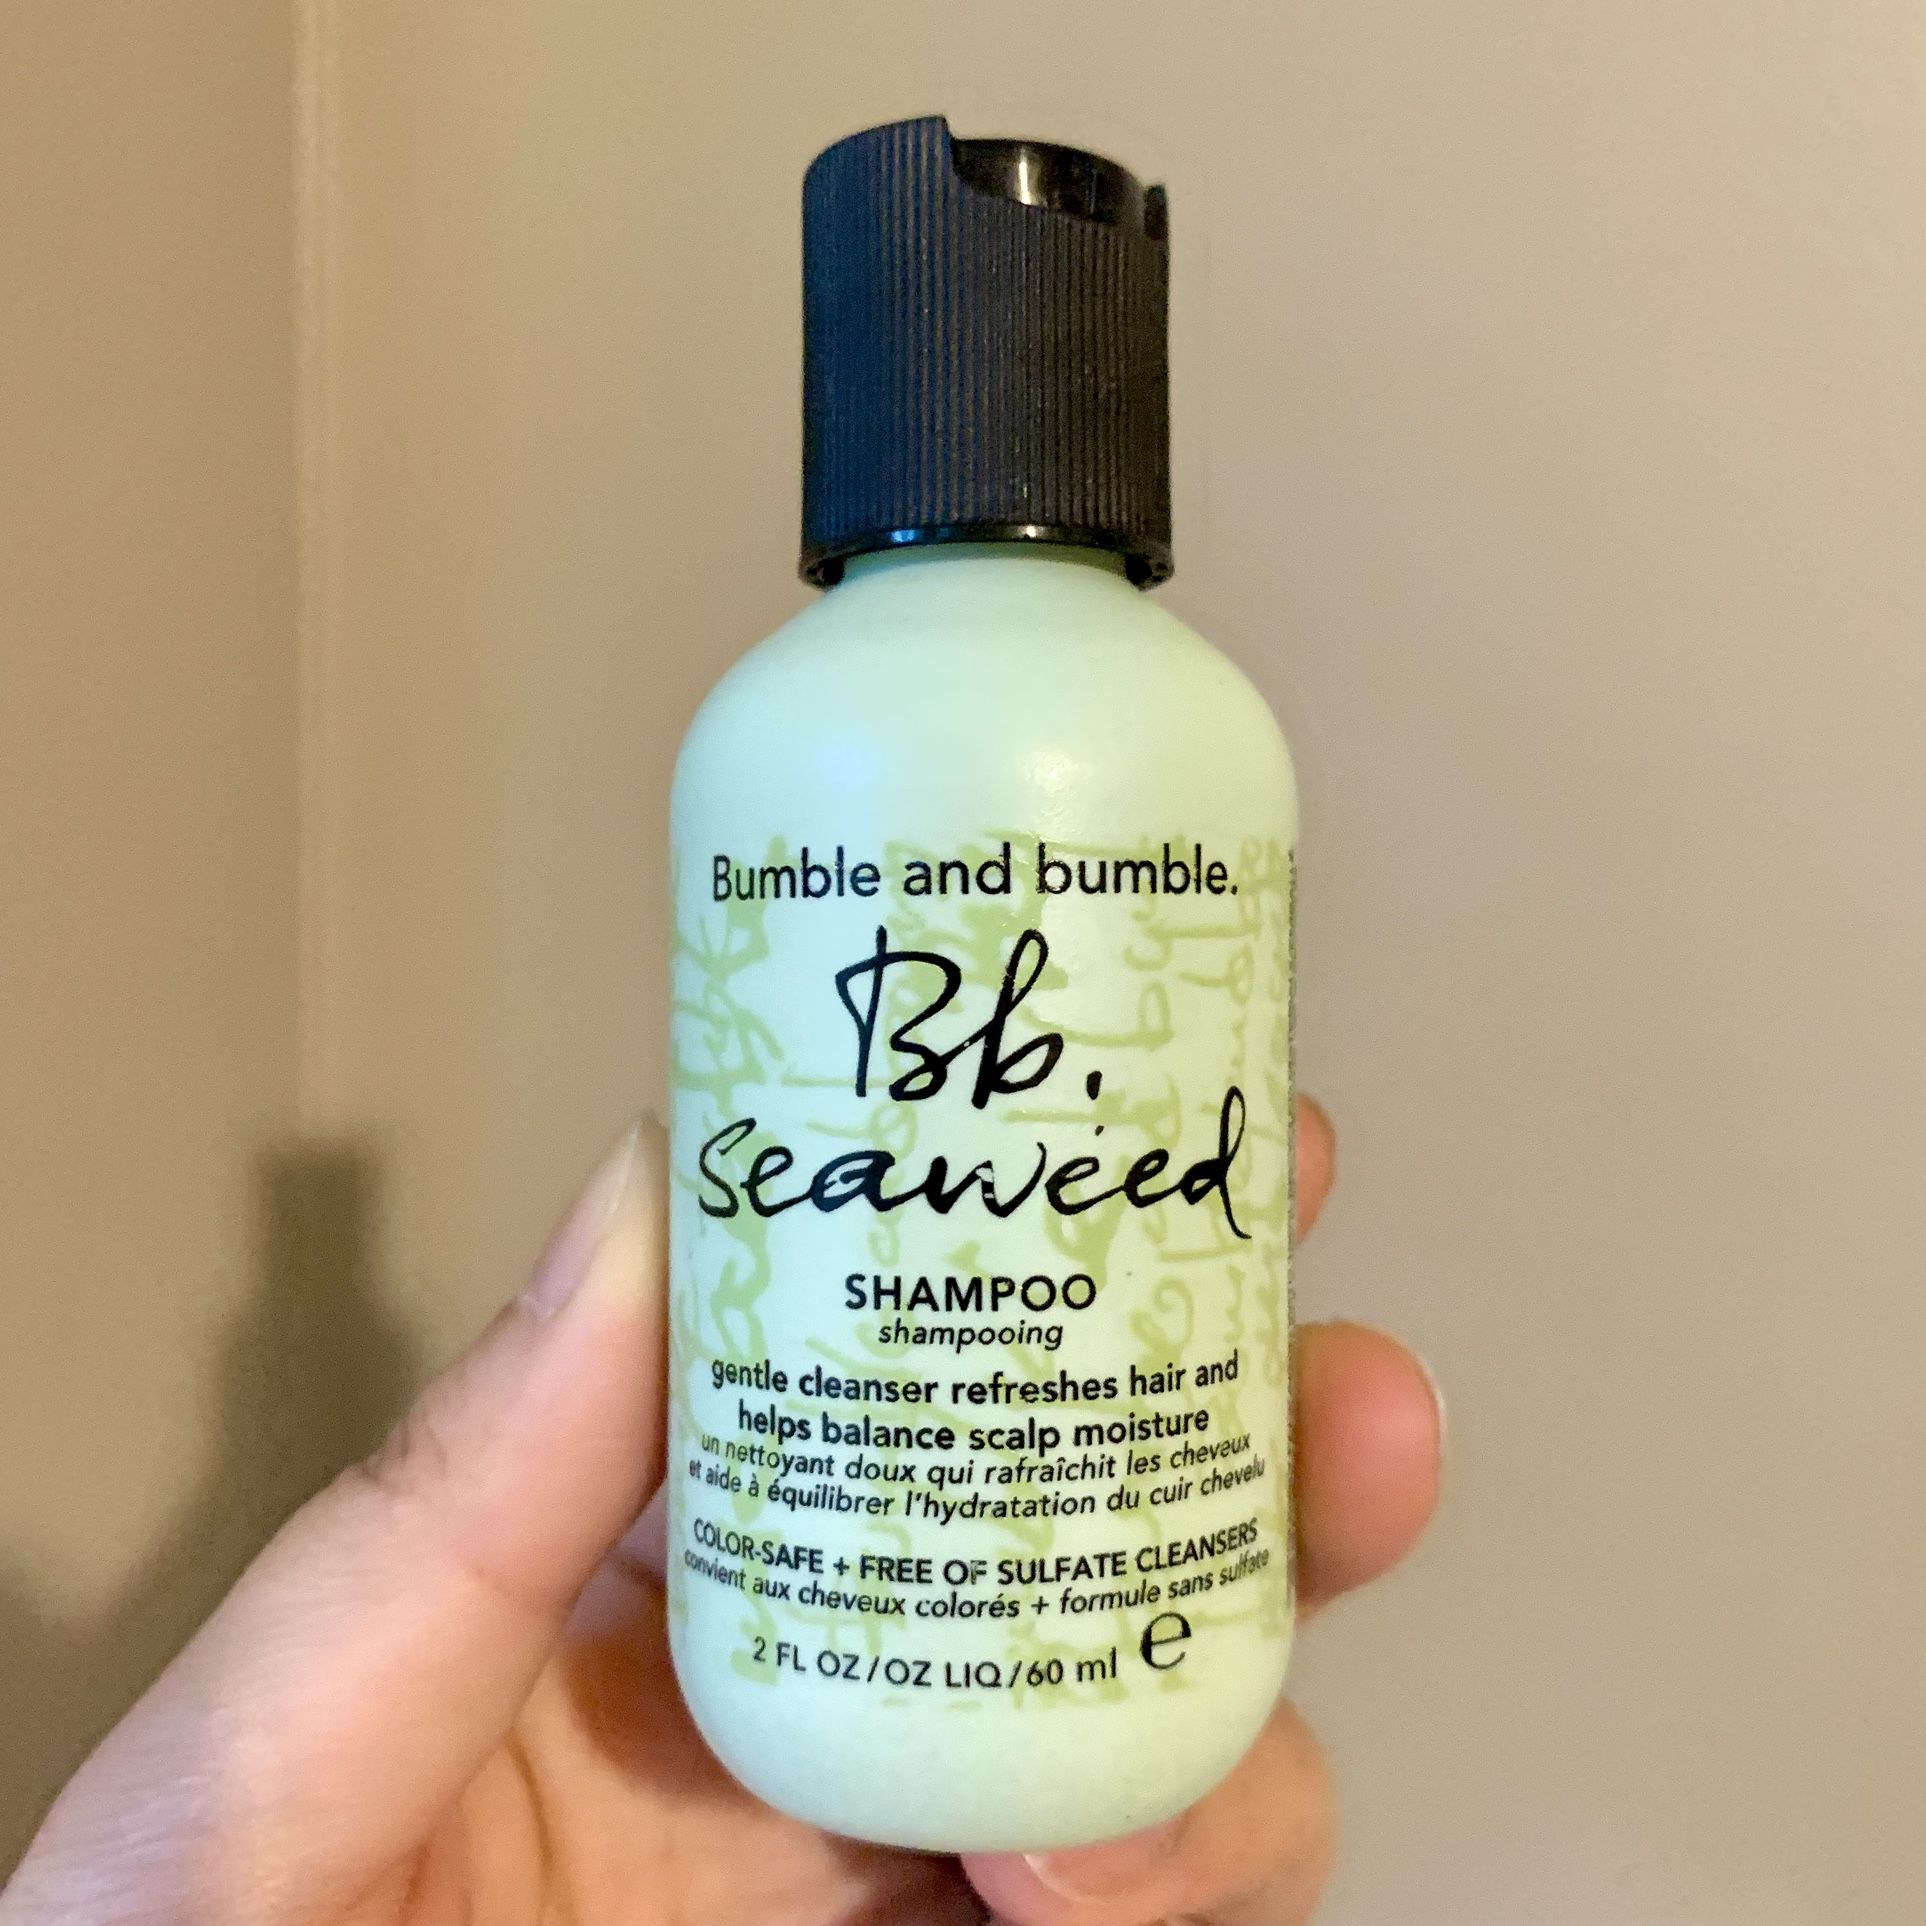 Bumble and bumble.
Bb.
seaweed
SHAMPOO
shampooing
gentle cleanser refreshes hair and
helps balance scalp moisture
un nettoyant doux qui rafraîchit les cheveux
et aide à équilibrer l'hydratation du cuir chevelu
COLOR-SAFE + FREE OF SULFATE CLEANSERS
convient aux cheveux colorés + formule sans sulfate
2 FL OZ/OZ LIQ/60 ml ℮